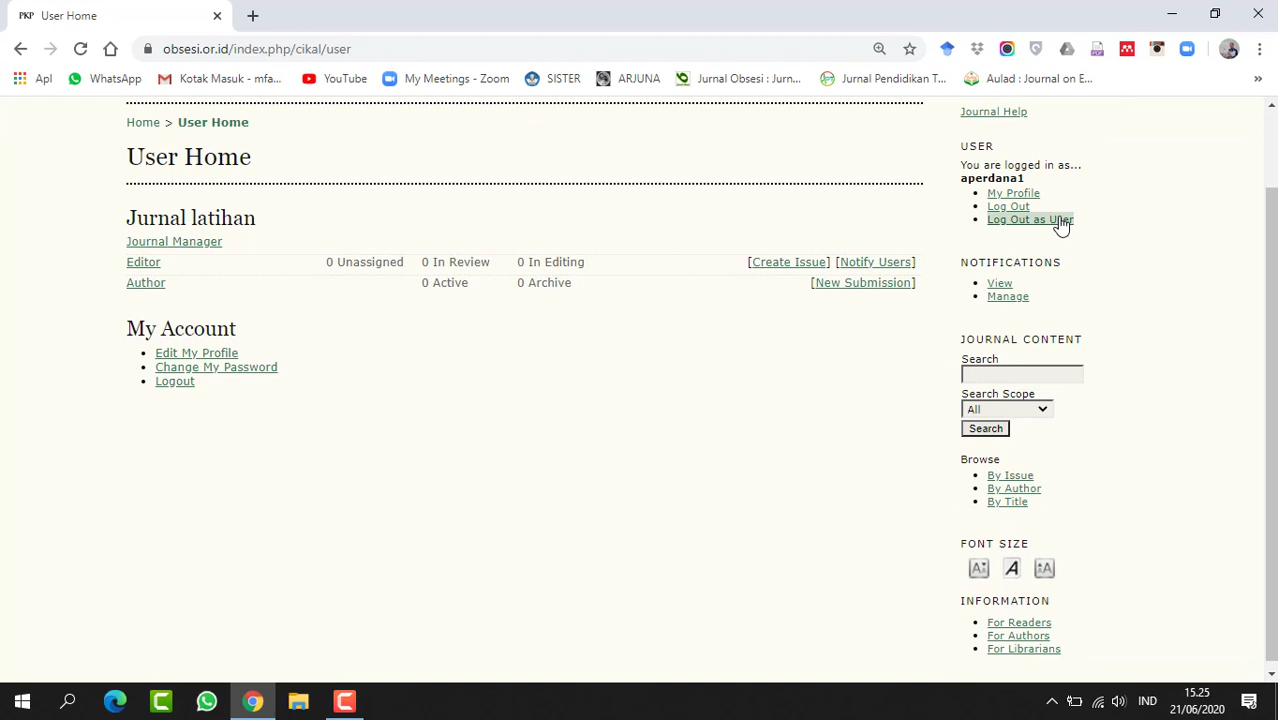 PKP User Home
obsesi.or.id/index.php/cikal/user
Apl WhatsApp Kotak Masuk - mfa... YouTube My Meetings - Zoom SISTER ARJUNA Jurnal Obsesi : Jurn... Jurnal Pendidikan T... Aulad : Journal on E... »
Home > User Home
User Home
Jurnal latihan
Journal Manager
Editor 0 Unassigned 0 In Review 0 In Editing [Create Issue] [Notify Users]
Author 0 Active 0 Archive [New Submission]
My Account
• Edit My Profile
• Change My Password
• Logout
Journal Help
USER
You are logged in as...
aperdana1
• My Profile
• Log Out
• Log Out as User
NOTIFICATIONS
• View
• Manage
JOURNAL CONTENT
Search
Search Scope
All
Search
Browse
• By Issue
• By Author
• By Title
FONT SIZE
A A A
INFORMATION
• For Readers
• For Authors
• For Librarians
IND
15.25
21/06/2020